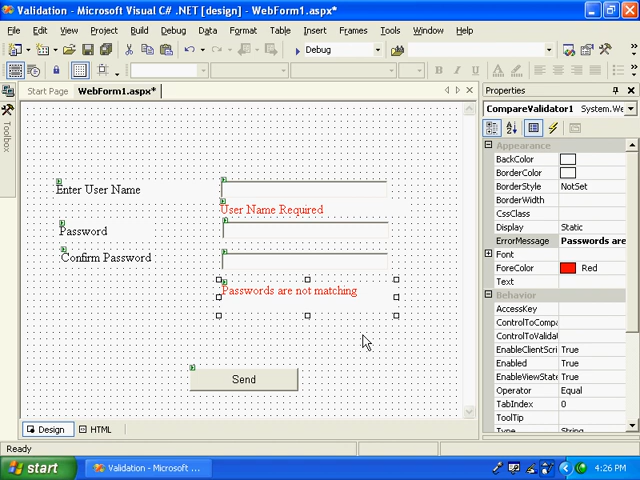 Validation - Microsoft Visual C# .NET [design] - WebForm1.aspx*
File Edit View Project Build Debug Data Format Table Insert Frames Tools Window Help
Debug
Start Page WebForm1.aspx*
Toolbox
Enter User Name
User Name Required
Password
Confirm Password
Passwords are not matching
Send
Design HTML
Properties
CompareValidator1 System.We
Appearance
BackColor
BorderColor
BorderStyle NotSet
BorderWidth
CssClass
Display Static
ErrorMessage Passwords are
Font
ForeColor Red
Text
Behavior
AccessKey
ControlToCompa
ControlToValidat
EnableClientScri True
Enabled True
EnableViewState True
Operator Equal
TabIndex 0
ToolTip
Type String
Ready
start Validation - Microsoft ... 4:26 PM